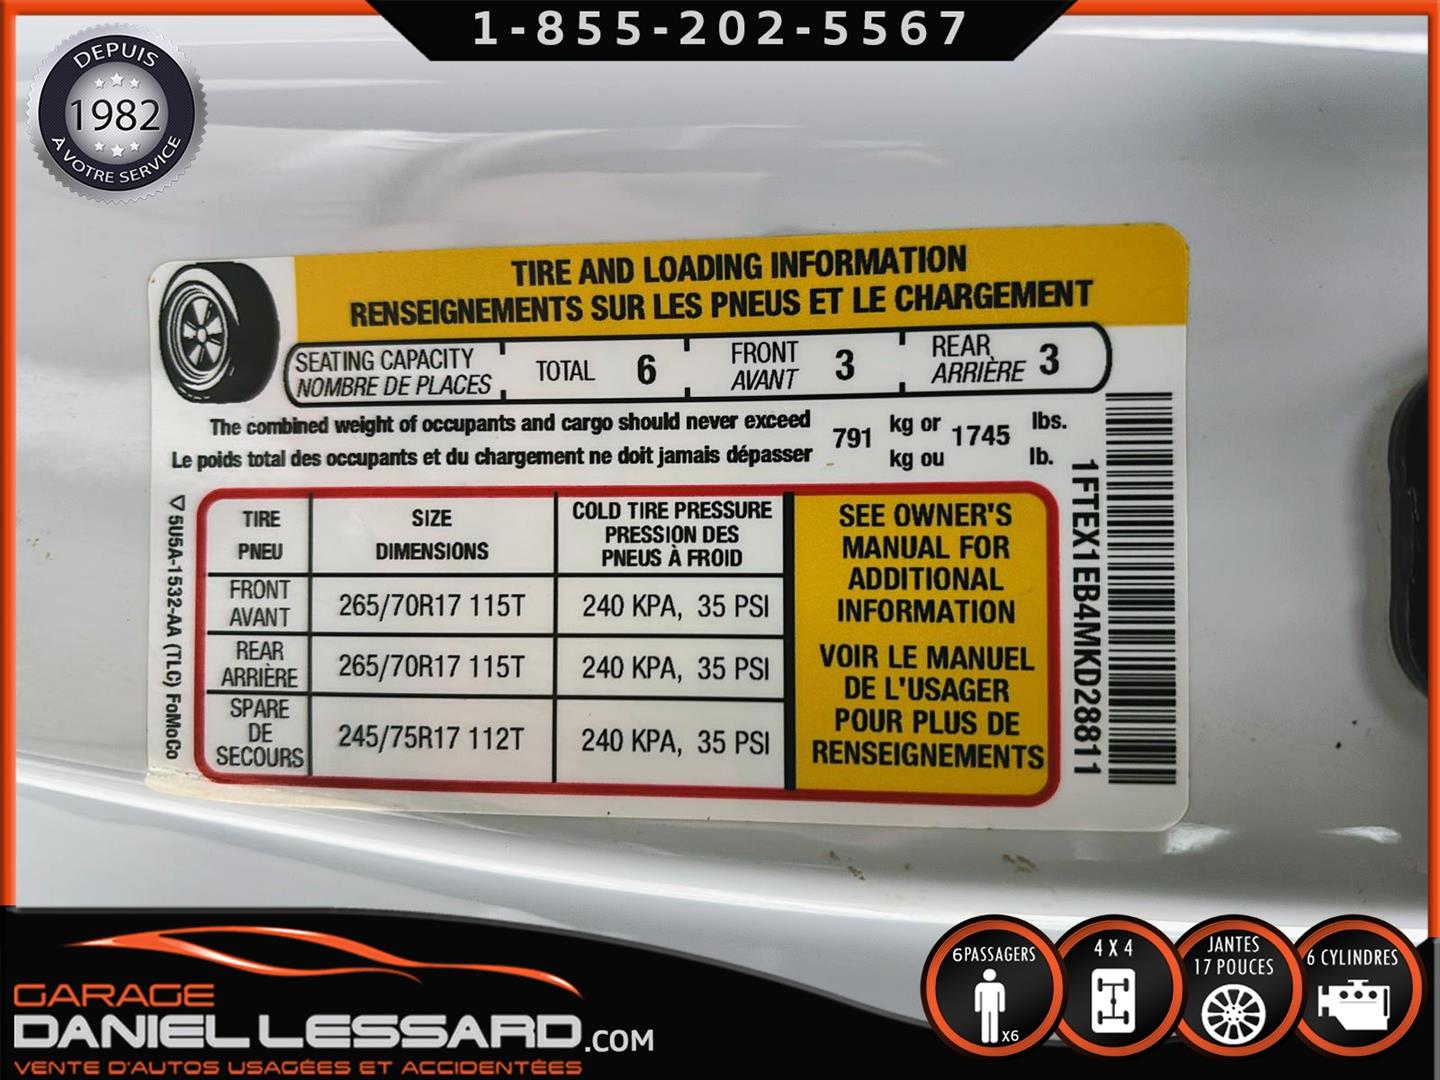 1-855-202-5567
DEPUIS
1982
À VOTRE SERVICE
TIRE AND LOADING INFORMATION
RENSEIGNEMENTS SUR LES PNEUS ET LE CHARGEMENT
SEATING CAPACITY TOTAL 6 FRONT 3 REAR 3
NOMBRE DE PLACES AVANT ARRIÈRE
The combined weight of occupants and cargo should never exceed 791 kg or 1745 lbs.
Le poids total des occupants et du chargement ne doit jamais dépasser kg ou lb.
TIRE SIZE COLD TIRE PRESSURE
PNEU DIMENSIONS PRESSION DES
PNEUS À FROID
FRONT
AVANT 265/70R17 115T 240 KPA, 35 PSI
REAR
ARRIÈRE 265/70R17 115T 240 KPA, 35 PSI
SPARE
DE
SECOURS 245/75R17 112T 240 KPA, 35 PSI
SEE OWNER'S
MANUAL FOR
ADDITIONAL
INFORMATION
VOIR LE MANUEL
DE L'USAGER
POUR PLUS DE
RENSEIGNEMENTS
5U5A-1532-AA (TLC) FoMoCo
1FTEX1EB4MKD28811
GARAGE
DANIEL LESSARD.COM
VENTE D'AUTOS USAGÉES ET ACCIDENTÉES
6 PASSAGERS
X6
4 X 4
JANTES
17 POUCES
6 CYLINDRES